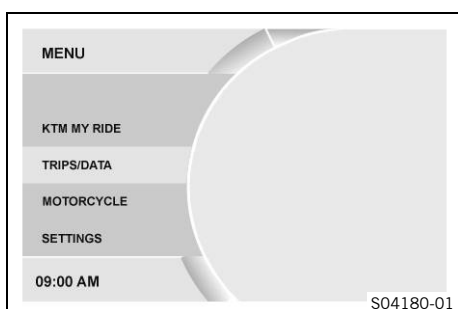 MENU
KTM MY RIDE
TRIPS/DATA
MOTORCYCLE
SETTINGS
09:00 AM
S04180-01